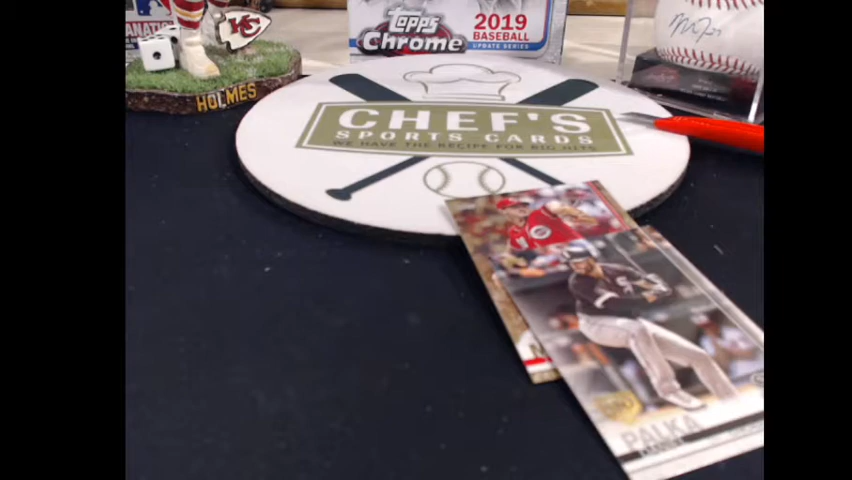 FANATIC
HOLMES
KC
Topps
Chrome
2019
BASEBALL
UPDATE SERIES
CHEF'S
SPORTS CARDS
WE HAVE THE RECIPE FOR BIG HITS
PALKA